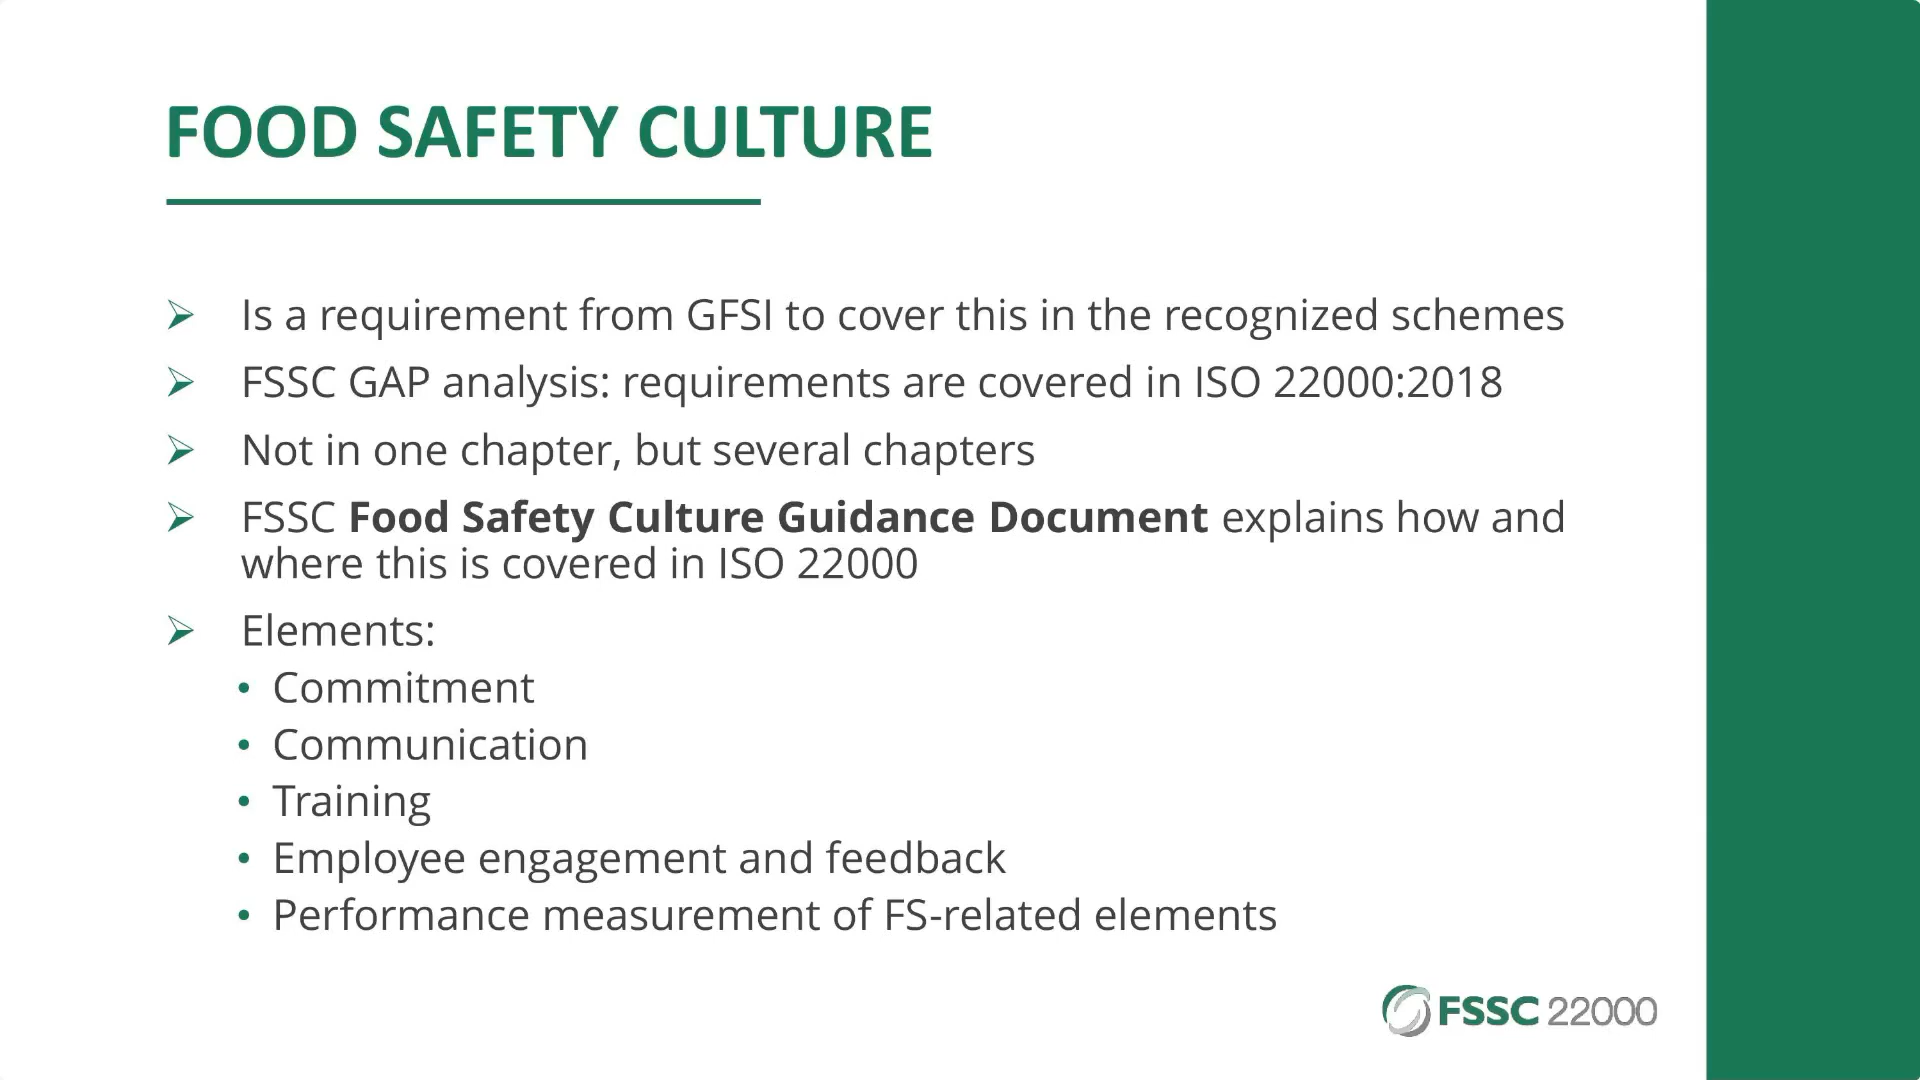 FOOD SAFETY CULTURE
➢ Is a requirement from GFSI to cover this in the recognized schemes
➢ FSSC GAP analysis: requirements are covered in ISO 22000:2018
➢ Not in one chapter, but several chapters
➢ FSSC Food Safety Culture Guidance Document explains how and
where this is covered in ISO 22000
➢ Elements:
• Commitment
• Communication
• Training
• Employee engagement and feedback
• Performance measurement of FS-related elements
FSSC 22000